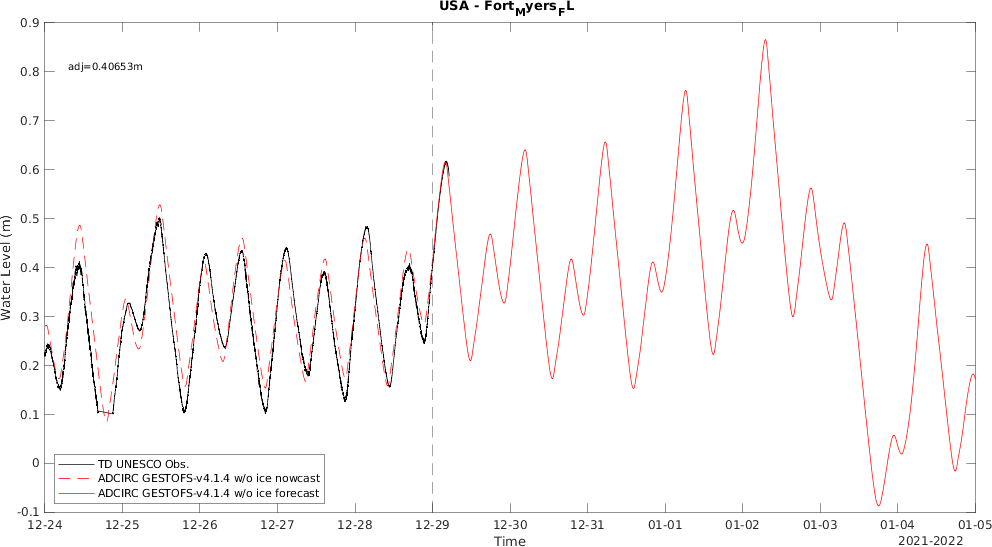 USA - Fort_Myers_FL
0.9
0.8
0.7
0.6
0.5
0.4
0.3
0.2
0.1
0
-0.1
Water Level (m)
adj=0.40653m
TD UNESCO Obs.
ADCIRC GESTOFS-v4.1.4 w/o ice nowcast
ADCIRC GESTOFS-v4.1.4 w/o ice forecast
12-24 12-25 12-26 12-27 12-28 12-29 12-30 12-31 01-01 01-02 01-03 01-04 01-05
Time
2021-2022